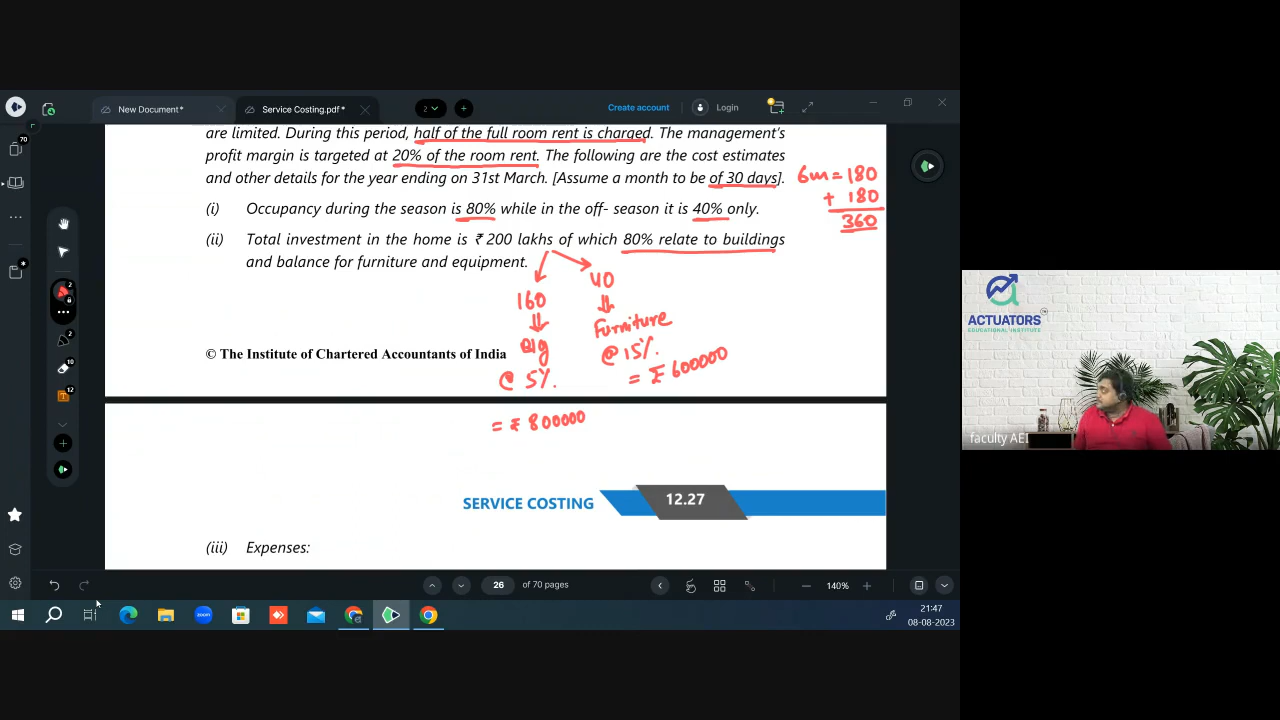 New Document*
Service Costing.pdf*
2
Create account
Login
70
are limited. During this period, half of the full room rent is charged. The management's
profit margin is targeted at 20% of the room rent. The following are the cost estimates
and other details for the year ending on 31st March. [Assume a month to be of 30 days].
6m = 180
+ 180
360
(i) Occupancy during the season is 80% while in the off- season it is 40% only.
(ii) Total investment in the home is ₹ 200 lakhs of which 80% relate to buildings
and balance for furniture and equipment.
160
40
Furniture
@ 15%.
= ₹ 600000
@ 5%.
= ₹ 800000
© The Institute of Chartered Accountants of India
SERVICE COSTING 12.27
(iii) Expenses:
2
10
12
26 of 70 pages
140%
zoom
21:47
08-08-2023
ACTUATORS
EDUCATIONAL INSTITUTE
faculty AEI